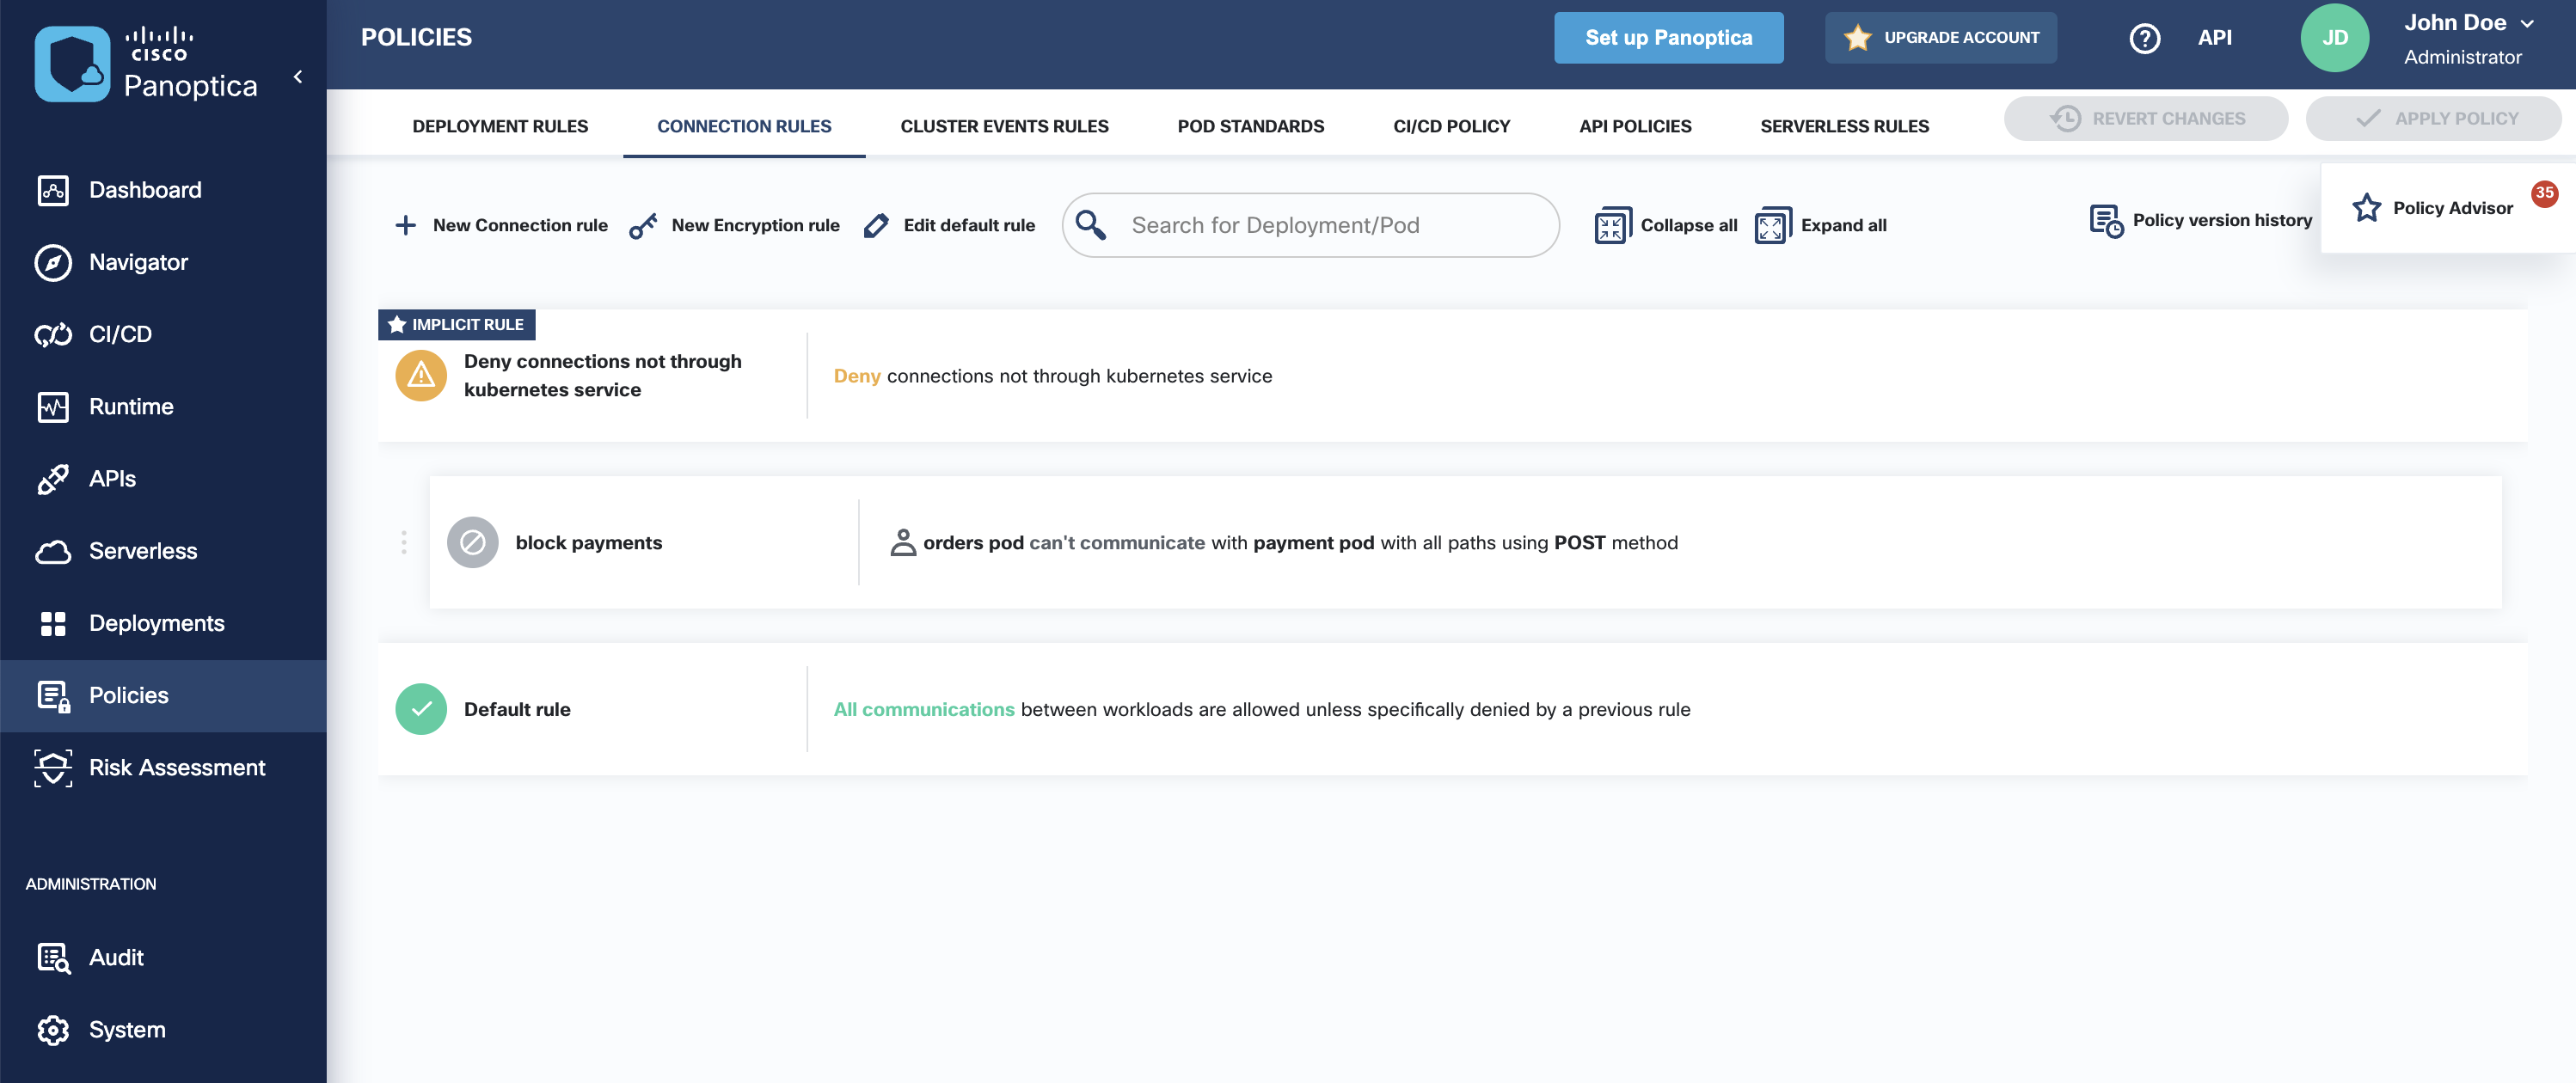 CISCO
Panoptica
POLICIES
Set up Panoptica
UPGRADE ACCOUNT
API
JD
John Doe
Administrator
Dashboard
Navigator
CI/CD
Runtime
APIs
Serverless
Deployments
Policies
Risk Assessment
ADMINISTRATION
Audit
System
DEPLOYMENT RULES
CONNECTION RULES
CLUSTER EVENTS RULES
POD STANDARDS
CI/CD POLICY
API POLICIES
SERVERLESS RULES
REVERT CHANGES
APPLY POLICY
New Connection rule
New Encryption rule
Edit default rule
Search for Deployment/Pod
Collapse all
Expand all
Policy version history
Policy Advisor
35
IMPLICIT RULE
Deny connections not through
kubernetes service
Deny connections not through kubernetes service
block payments
orders pod can't communicate with payment pod with all paths using POST method
Default rule
All communications between workloads are allowed unless specifically denied by a previous rule